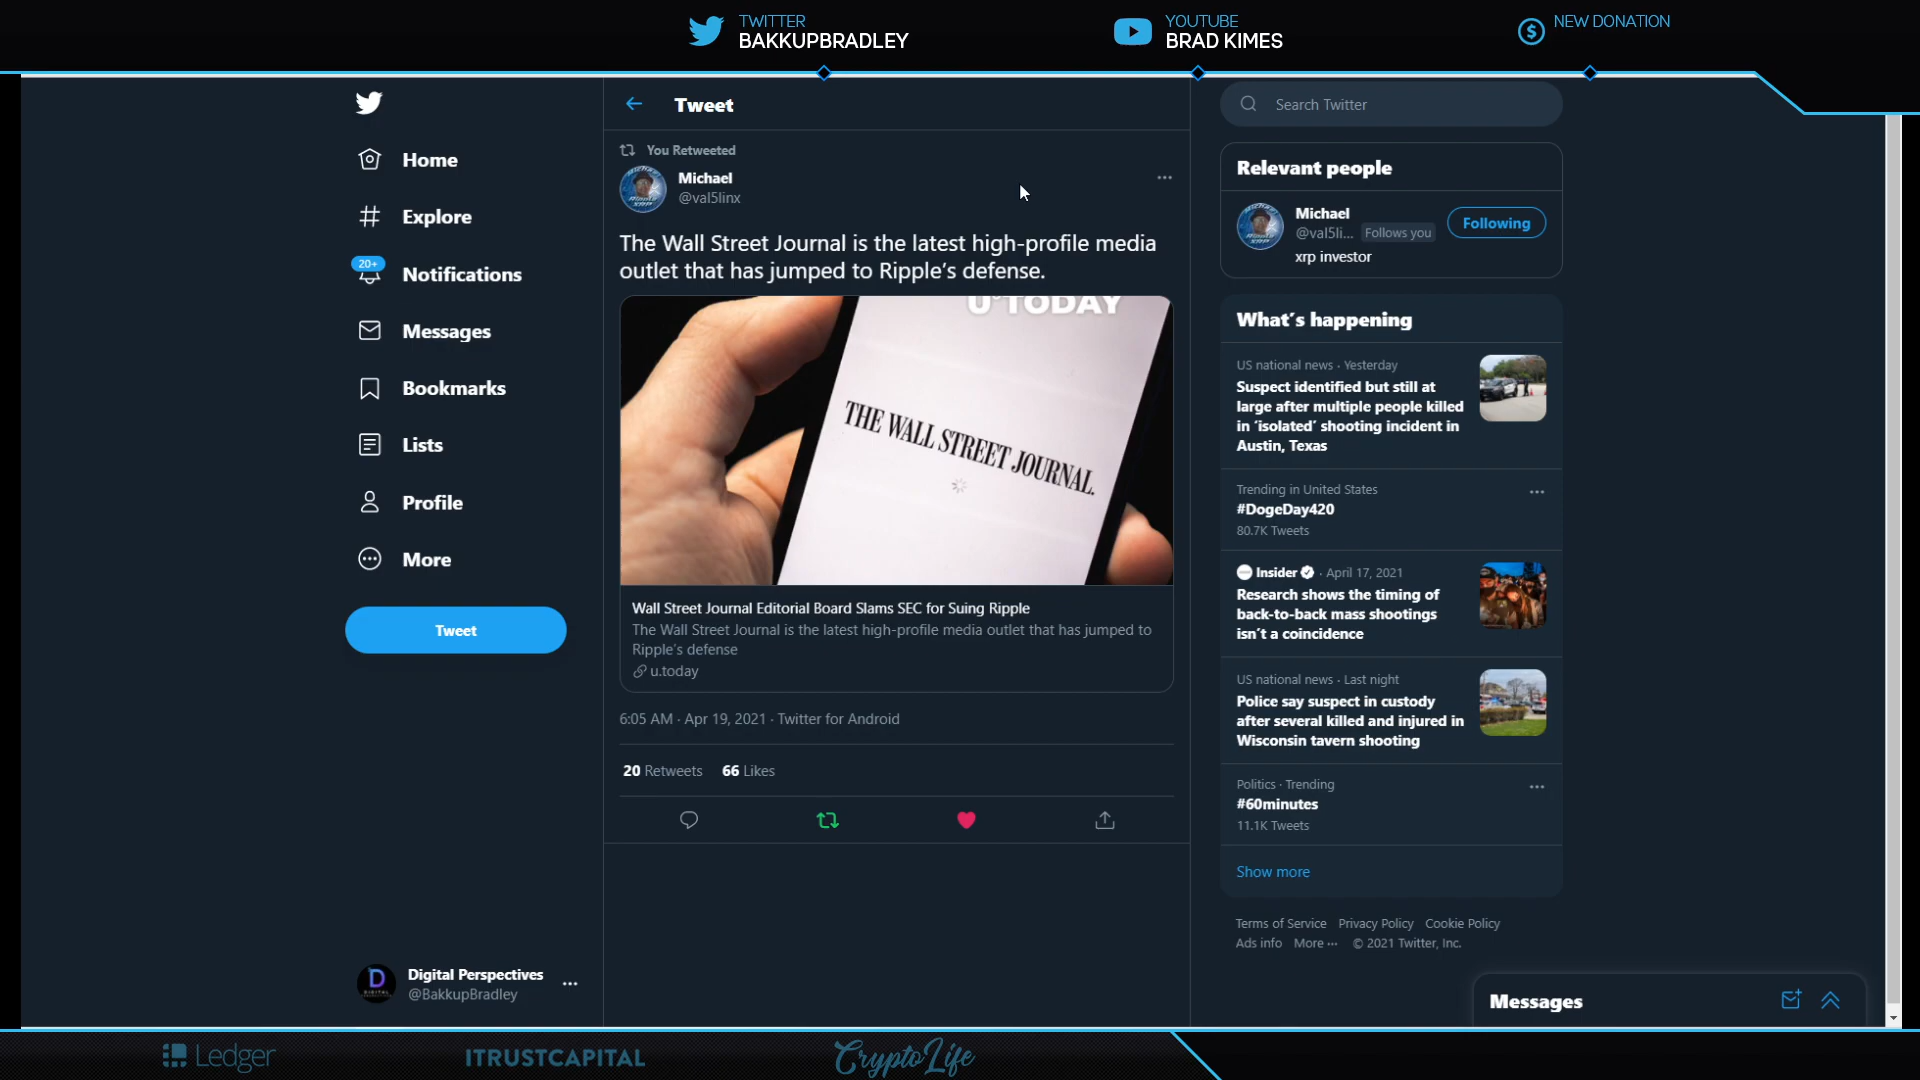 TWITTER
BAKKUPBRADLEY
YOUTUBE
BRAD KIMES
NEW DONATION
Home
Explore
20+
Notifications
Messages
Bookmarks
Lists
Profile
More
Tweet
Digital Perspectives
@BakkupBradley
Tweet
You Retweeted
Michael
@val5linx
The Wall Street Journal is the latest high-profile media
outlet that has jumped to Ripple's defense.
U TODAY
THE WALL STREET JOURNAL.
Wall Street Journal Editorial Board Slams SEC for Suing Ripple
The Wall Street Journal is the latest high-profile media outlet that has jumped to
Ripple's defense
u.today
6:05 AM · Apr 19, 2021 · Twitter for Android
20 Retweets 66 Likes
Search Twitter
Relevant people
Michael
@val5li... Follows you
Following
xrp investor
What's happening
US national news · Yesterday
Suspect identified but still at
large after multiple people killed
in 'isolated' shooting incident in
Austin, Texas
Trending in United States
#DogeDay420
80.7K Tweets
Insider · April 17, 2021
Research shows the timing of
back-to-back mass shootings
isn't a coincidence
US national news · Last night
Police say suspect in custody
after several killed and injured in
Wisconsin tavern shooting
Politics · Trending
#60minutes
11.1K Tweets
Show more
Terms of Service Privacy Policy Cookie Policy
Ads info More ··· © 2021 Twitter, Inc.
Messages
Ledger
ITRUSTCAPITAL
CryptoLife